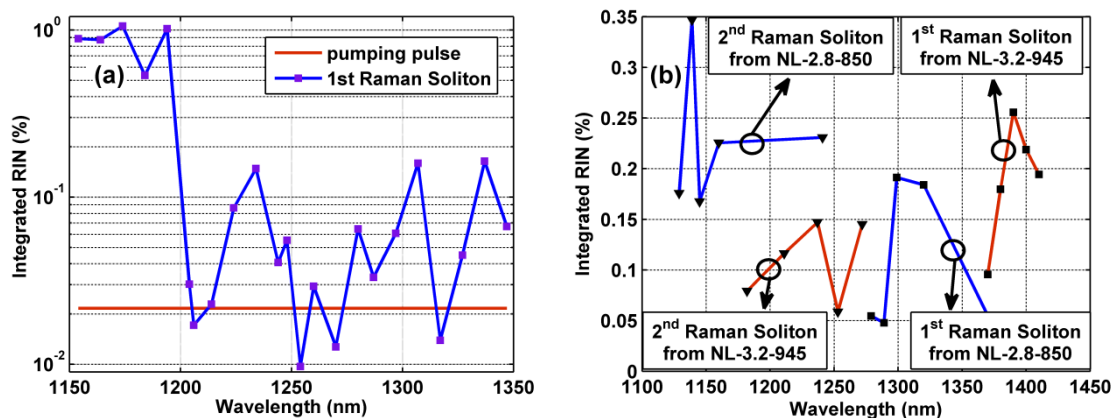 (a)
pumping pulse
1st Raman Soliton
10^0
10^-1
10^-2
Integrated RIN (%)
1150 1200 1250 1300 1350
Wavelength (nm)
(b)
2nd Raman Soliton
from NL-2.8-850
1st Raman Soliton
from NL-3.2-945
2nd Raman Soliton
from NL-3.2-945
1st Raman Soliton
from NL-2.8-850
0.35
0.3
0.25
0.2
0.15
0.1
0.05
0
Integrated RIN (%)
1100 1150 1200 1250 1300 1350 1400 1450
Wavelength (nm)